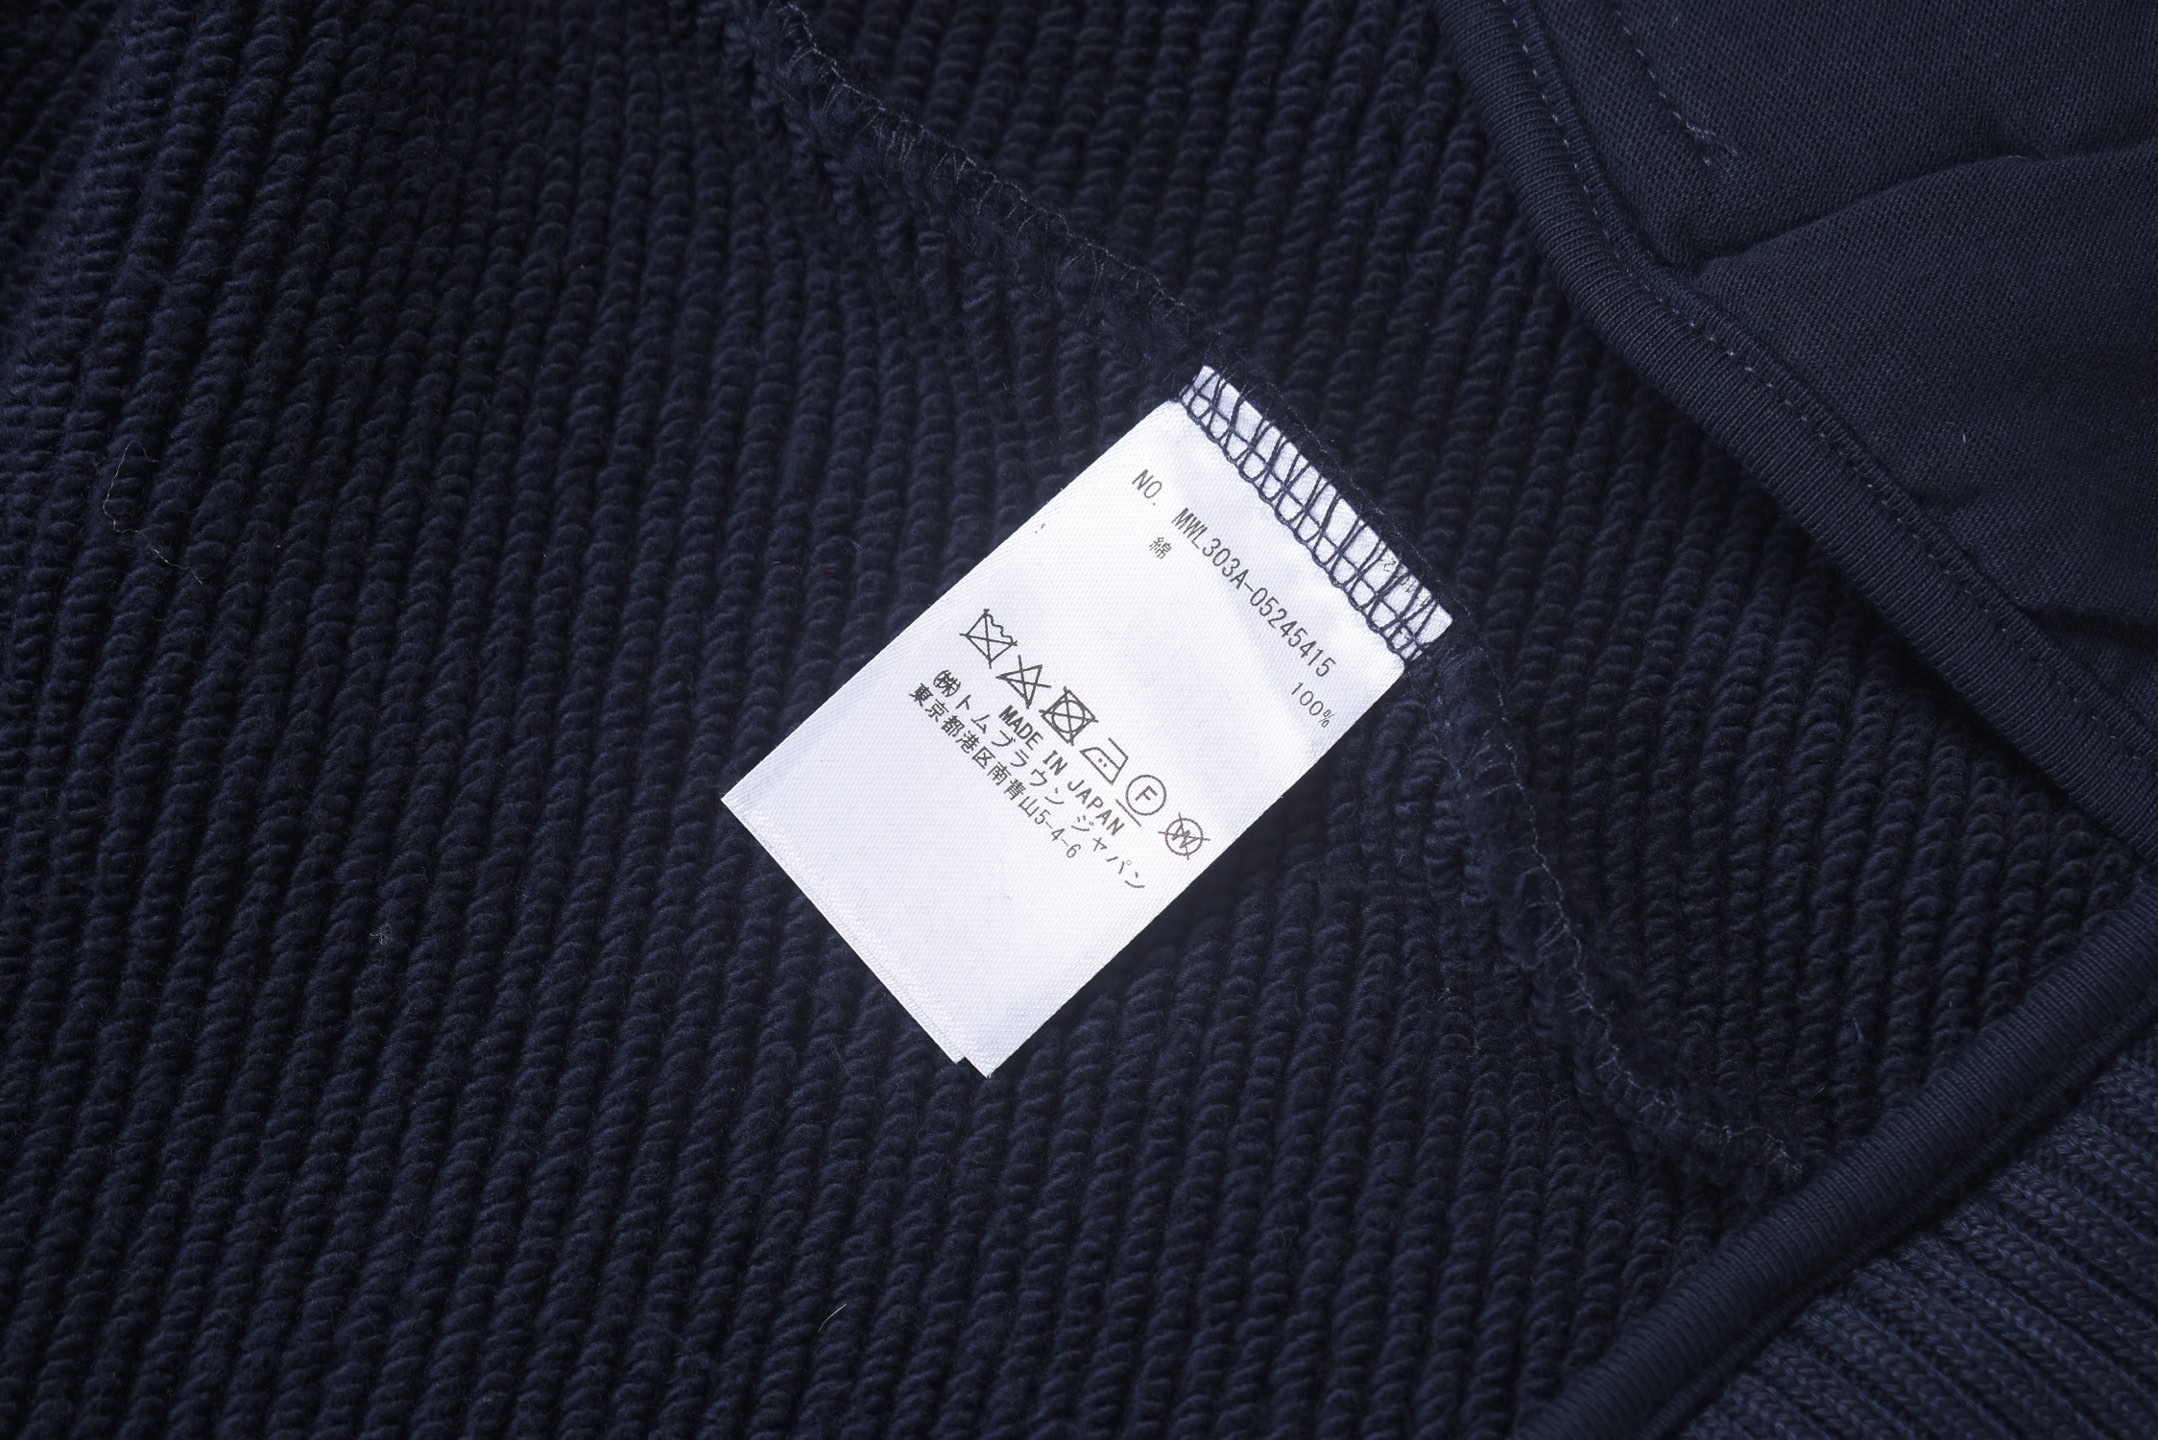 NO. MWL303A-05245415
綿 100%
F W
MADE IN JAPAN
㈱トムブラウン ジャパン
東京都港区南青山5-4-6